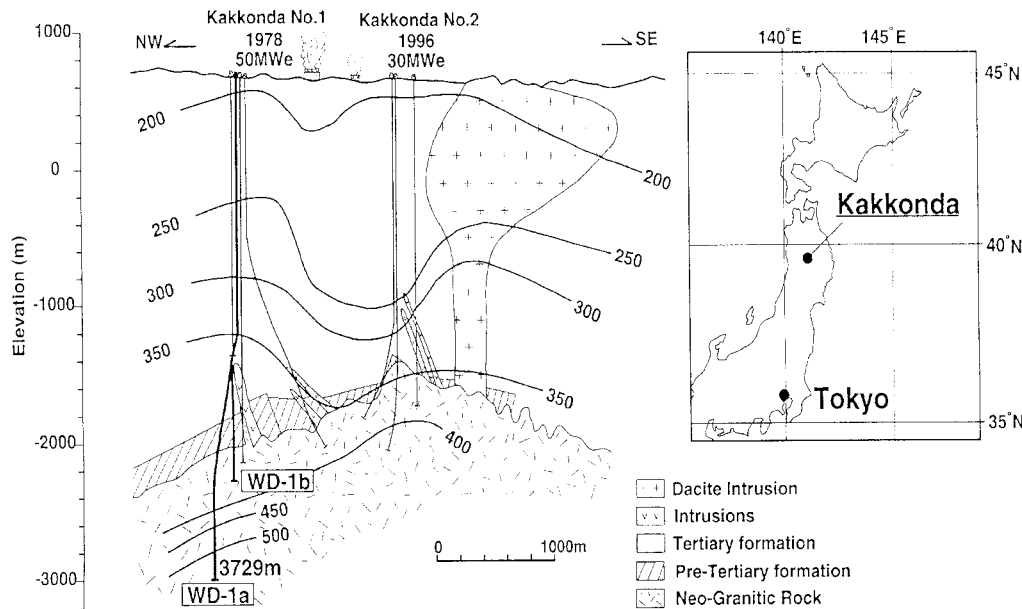 Kakkonda No.1
1978
50MWe
Kakkonda No.2
1996
30MWe
NW
SE
1000
0
-1000
-2000
-3000
Elevation (m)
200
200
250
250
300
300
350
350
400
450
500
WD-1b
3729m
WD-1a
0 1000m
140°E 145°E
45°N
40°N
35°N
Kakkonda
Tokyo
Dacite Intrusion
Intrusions
Tertiary formation
Pre-Tertiary formation
Neo-Granitic Rock